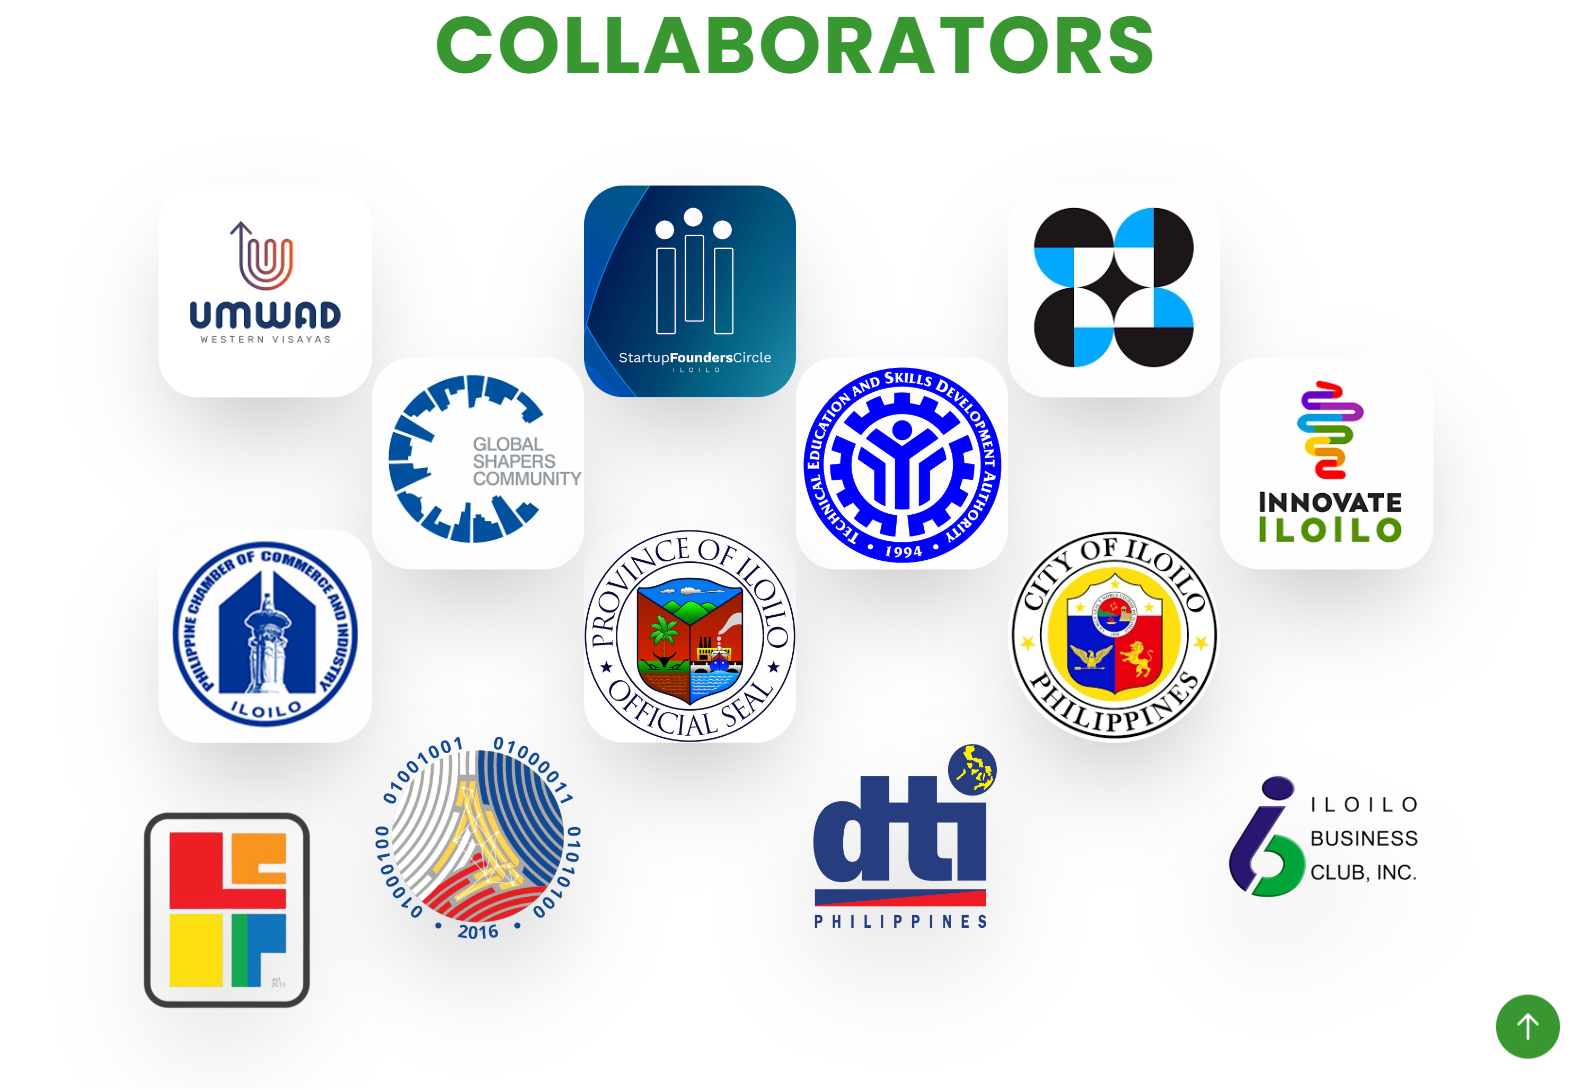 COLLABORATORS
UMWAD
WESTERN VISAYAS
StartupFoundersCircle
ILOILO
GLOBAL
SHAPERS
COMMUNITY
TECHNICAL EDUCATION AND SKILLS DEVELOPMENT AUTHORITY
• 1994 •
INNOVATE
ILOILO
PHILIPPINE CHAMBER OF COMMERCE AND INDUSTRY
ILOILO
PROVINCE OF ILOILO
OFFICIAL SEAL
CITY OF ILOILO
PHILIPPINES
EST.
2015
01001001 01000011
01000100 01010100
• 2016 •
dti
PHILIPPINES
ILOILO
BUSINESS
CLUB, INC.